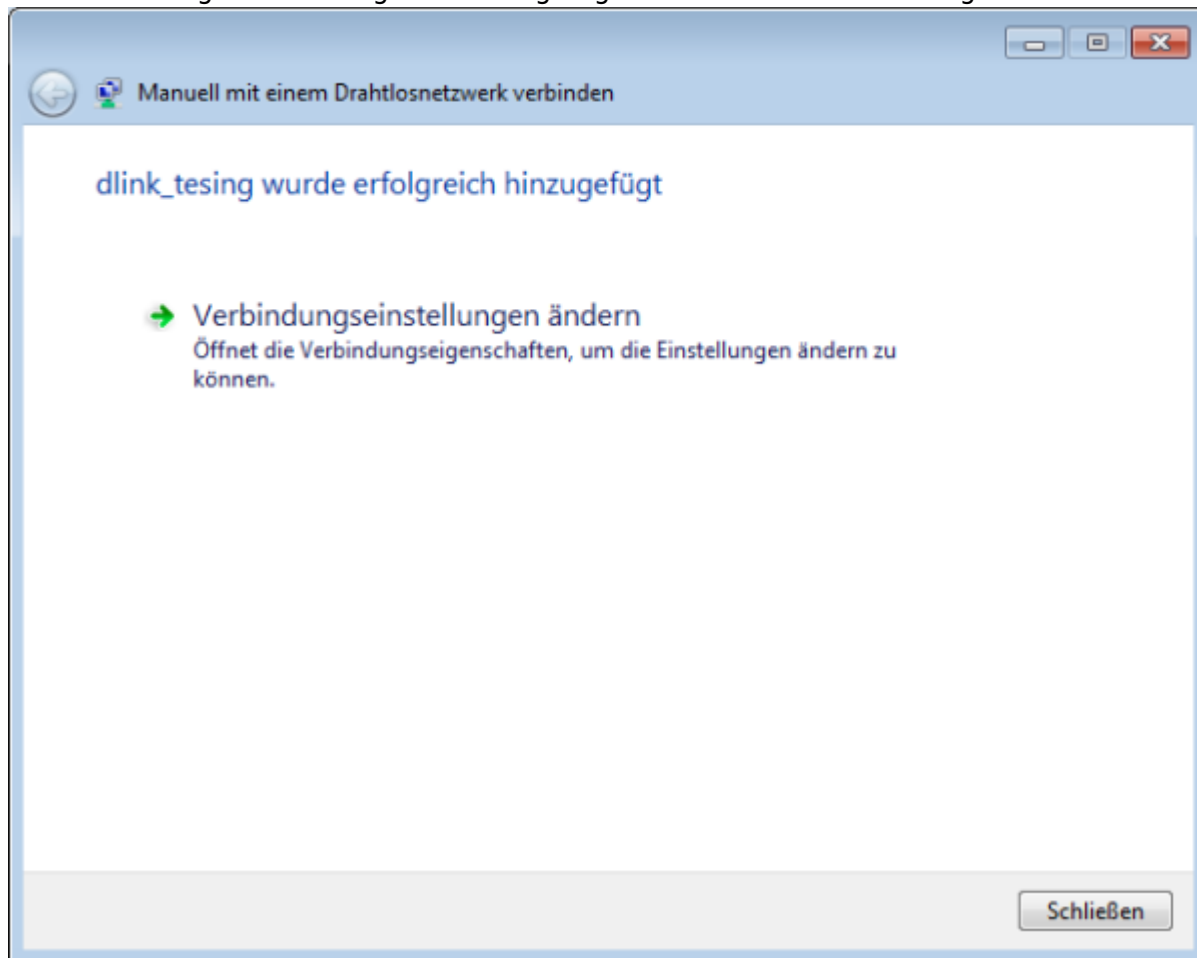 Manuell mit einem Drahtlosnetzwerk verbinden
dlink_tesing wurde erfolgreich hinzugefügt
Verbindungseinstellungen ändern
Öffnet die Verbindungseigenschaften, um die Einstellungen ändern zu
können.
Schließen